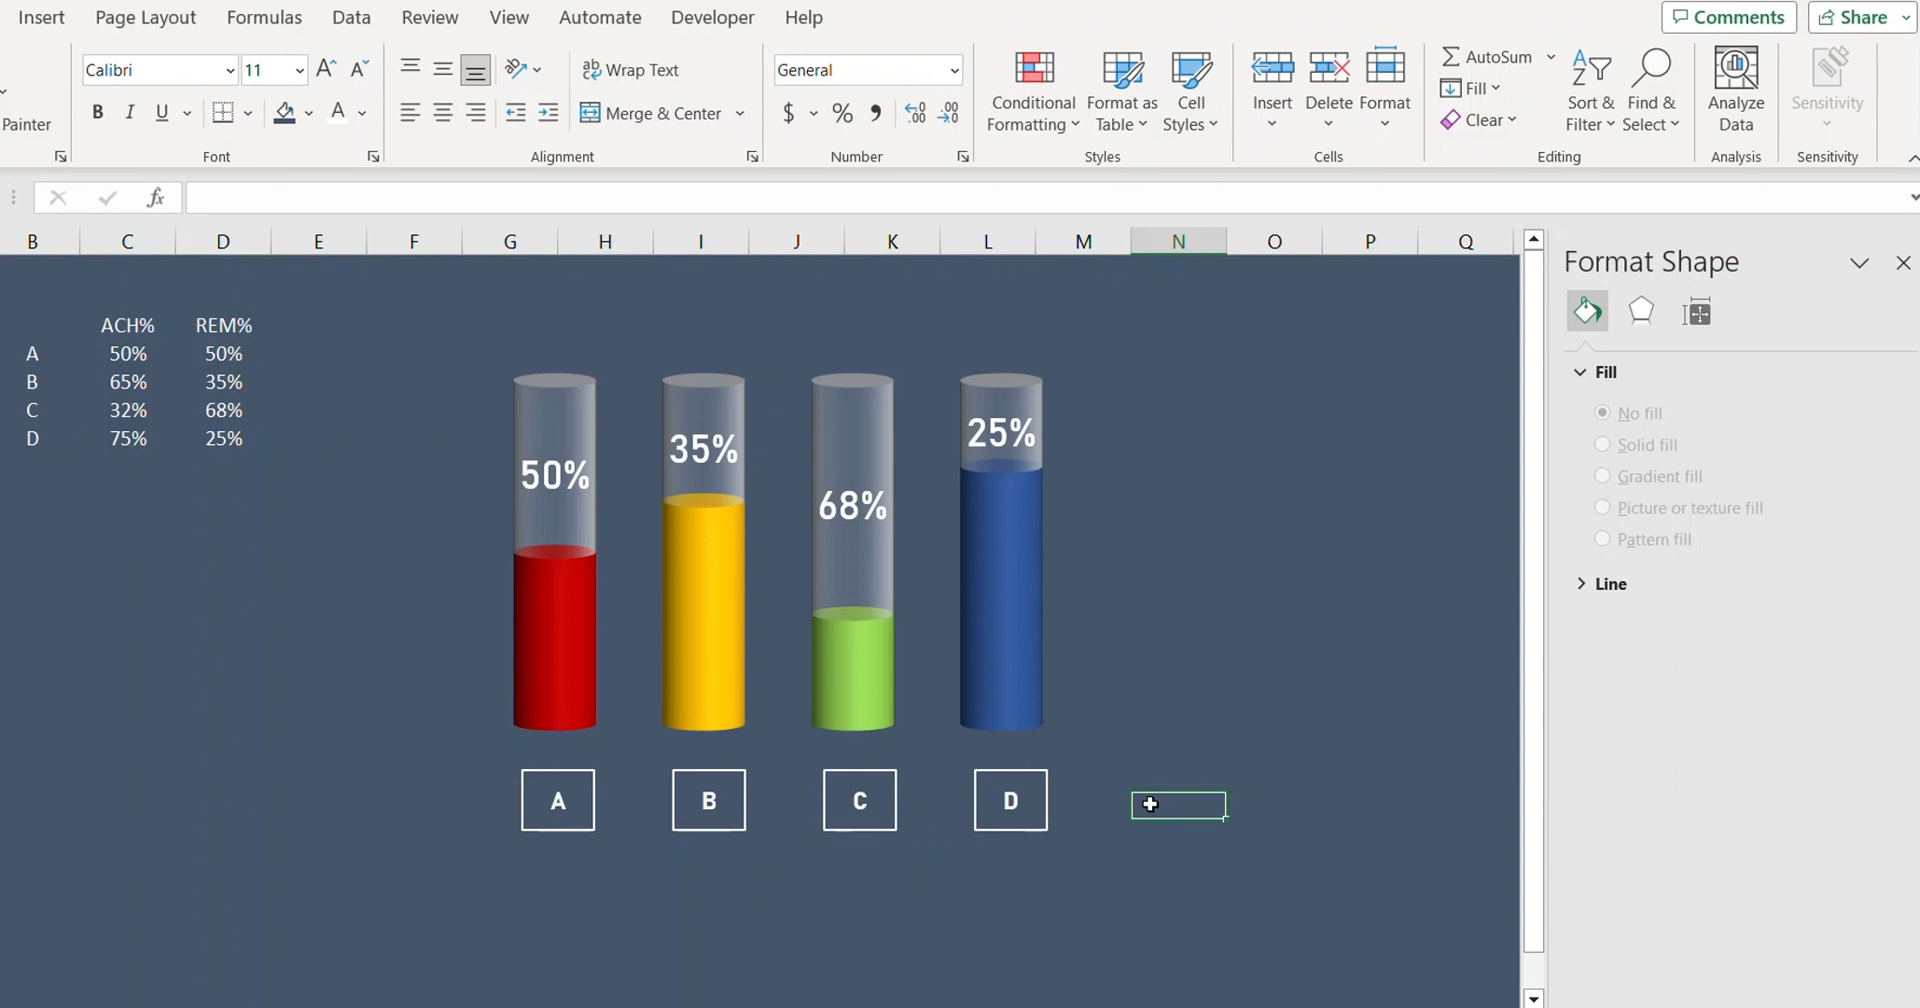 Insert Page Layout Formulas Data Review View Automate Developer Help Comments Share
Calibri 11 A A Wrap Text General AutoSum
Fill
Painter B I U A Merge & Center $ % , .00 .00 Conditional Formatting Format as Table Cell Styles Insert Delete Format Clear Sort & Filter Find & Select Analyze Data Sensitivity
Font Alignment Number Styles Cells Editing Analysis Sensitivity
fx
B C D E F G H I J K L M N O P Q
ACH% REM%
A 50% 50%
B 65% 35%
C 32% 68%
D 75% 25%
50% 35% 68% 25%
A B C D
Format Shape
Fill
No fill
Solid fill
Gradient fill
Picture or texture fill
Pattern fill
Line